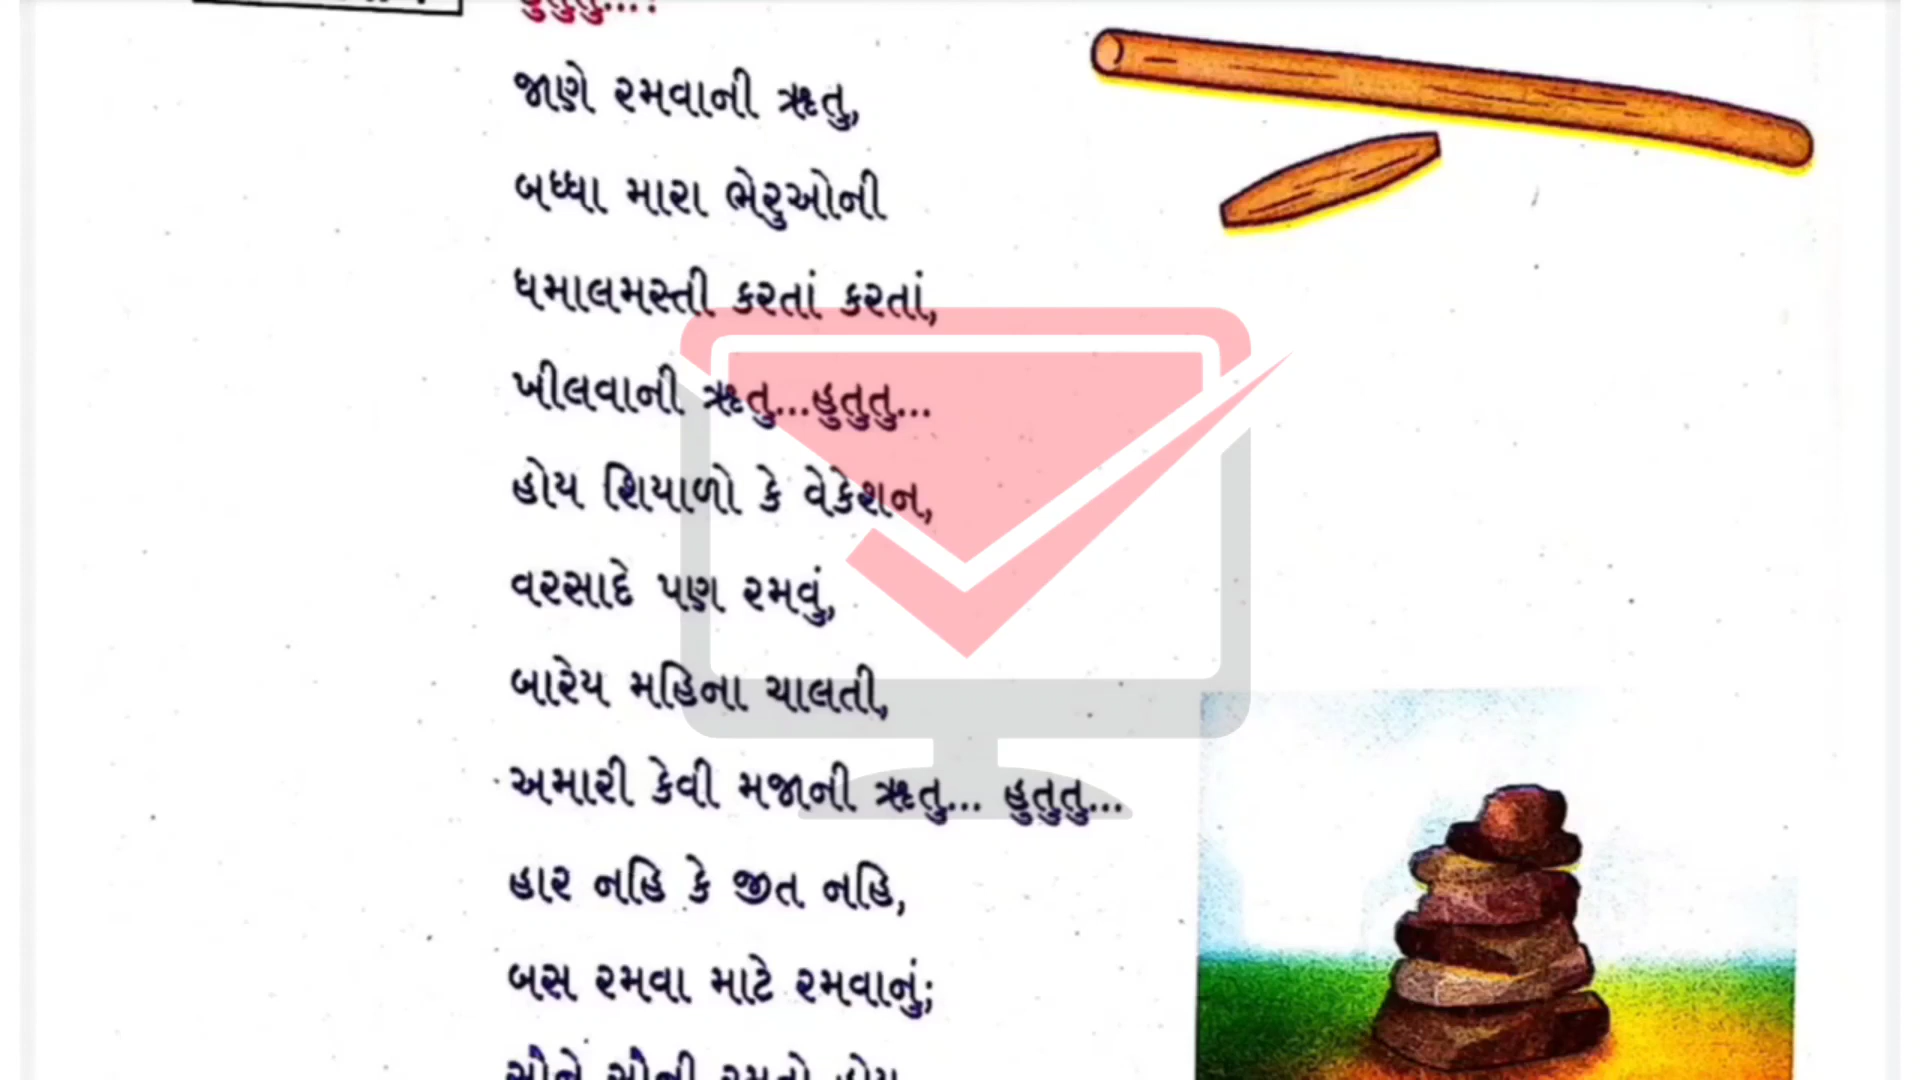 હુતુતુ...!
જાણે રમવાની ઋતુ,
બધ્ધા મારા ભેરુઓની
ધમાલમસ્તી કરતાં કરતાં,
ખીલવાની ઋતુ...હુતુતુ...
હોય શિયાળો કે વેકેશન,
વરસાદે પણ રમવું,
બારેય મહિના ચાલતી,
અમારી કેવી મજાની ઋતુ... હુતુતુ...
હાર નહિ કે જીત નહિ,
બસ રમવા માટે રમવાનું;
સૌને સૌની રમતો હોય